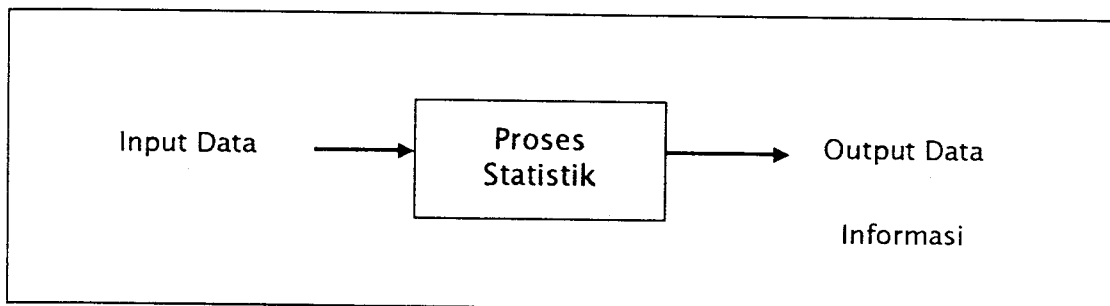 Input Data
Proses
Statistik
Output Data
Informasi